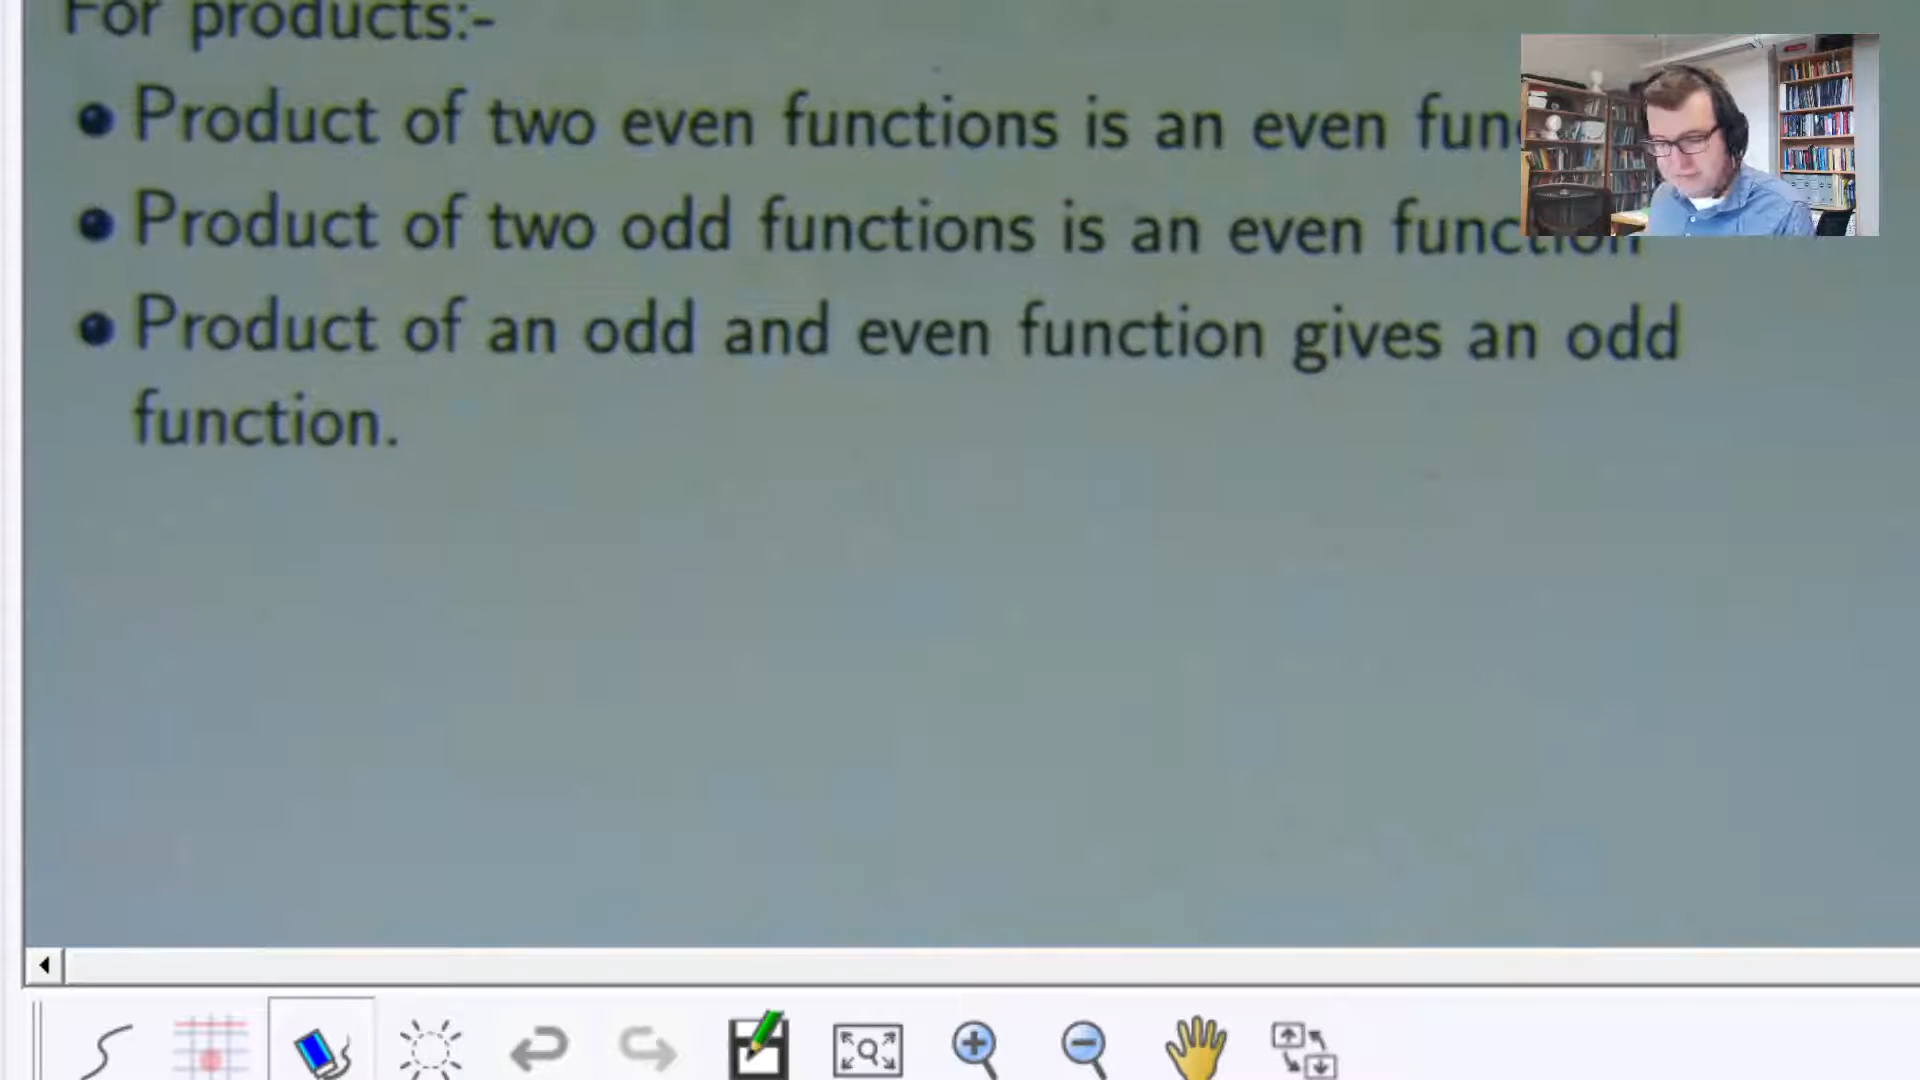 For products:-
Product of two even functions is an even func
Product of two odd functions is an even function
Product of an odd and even function gives an odd
function.